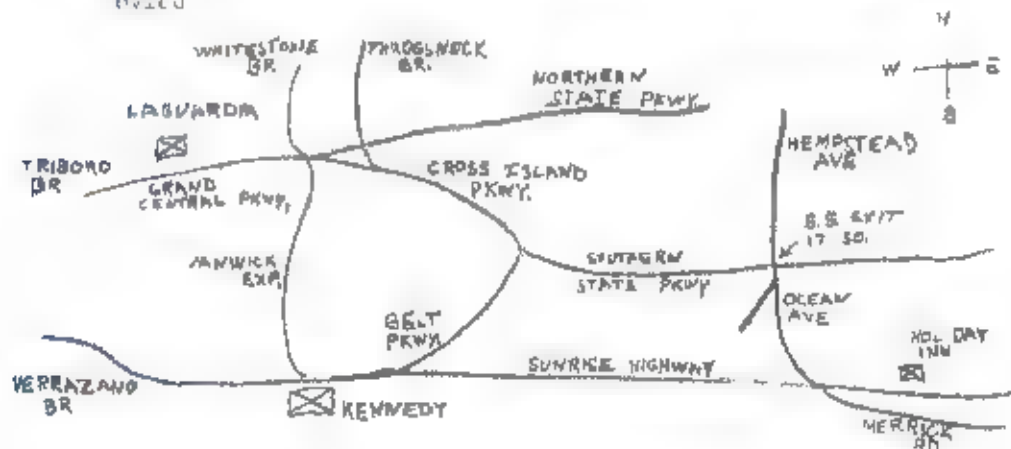 WHITESTONE
BR
THROGSNECK
BR.
N
W E
S
NORTHERN
STATE PKWY
LAGUARDIA
HEMPSTEAD
AVE
TRIBORO
BR
GRAND
CENTRAL PKWY.
CROSS ISLAND
PKWY.
S.S. EXIT
17 SO.
VANWICK
EXP.
SOUTHERN
STATE PKWY
OCEAN
AVE
BELT
PKWY.
HOLIDAY
INN
SUNRISE HIGHWAY
VERRAZANO
BR
KENNEDY
MERRICK
RD